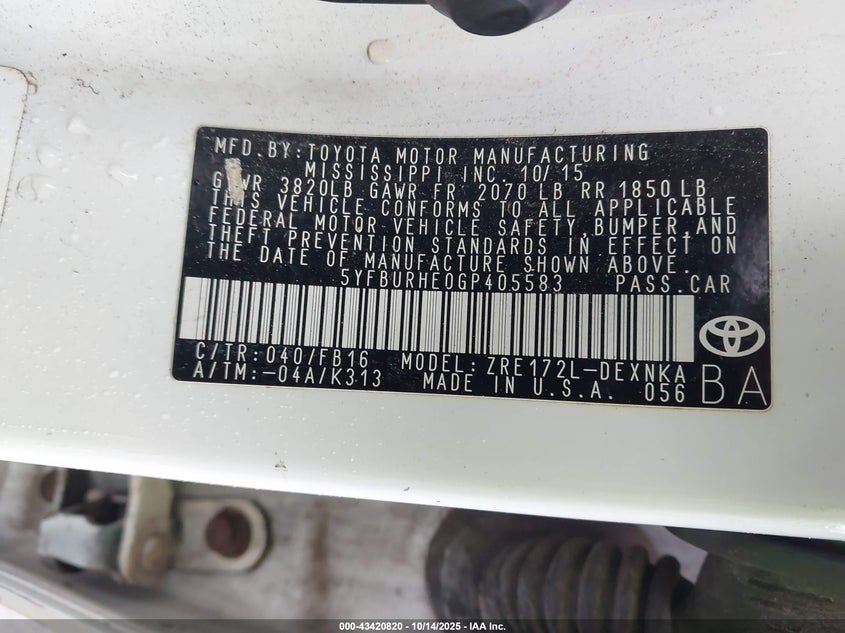 MFD.BY:TOYOTA MOTOR MANUFACTURING
MISSISSIPPI INC. 10/15
GVWR 3820LB GAWR FR 2070 LB RR 1850 LB
THIS VEHICLE CONFORMS TO ALL APPLICABLE
FEDERAL MOTOR VEHICLE SAFETY,BUMPER,AND
THEFT PREVENTION STANDARDS IN EFFECT ON
THE DATE OF MANUFACTURE SHOWN ABOVE.
5YFBURHE0GP405583 PASS.CAR
C/TR:040/FB16 MODEL:ZRE172L-DEXNKA
A/TM:-04A/K313 MADE IN U.S.A. 056 BA
000-43420820 - 10/14/2025 - IAA Inc.